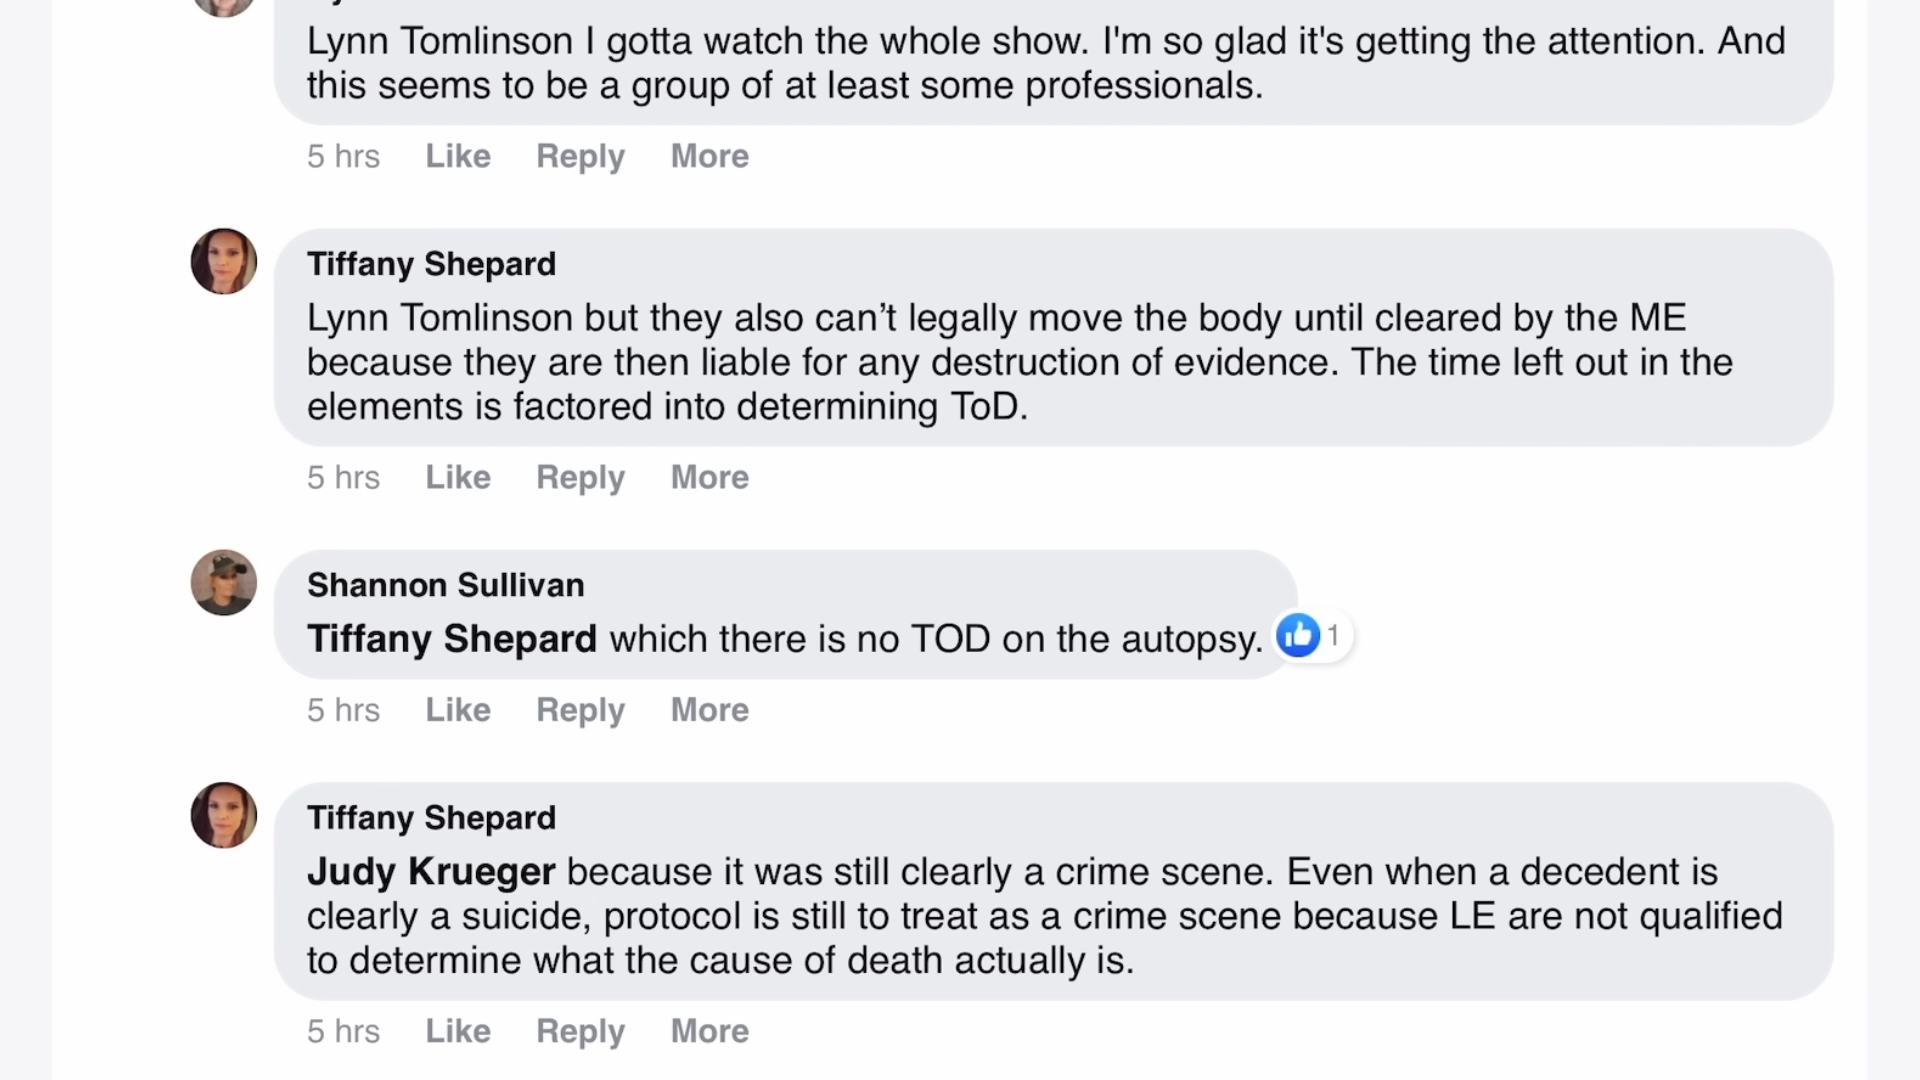 Lynn Tomlinson I gotta watch the whole show. I'm so glad it's getting the attention. And
this seems to be a group of at least some professionals.
5 hrs Like Reply More
Tiffany Shepard
Lynn Tomlinson but they also can’t legally move the body until cleared by the ME
because they are then liable for any destruction of evidence. The time left out in the
elements is factored into determining ToD.
5 hrs Like Reply More
Shannon Sullivan
Tiffany Shepard which there is no TOD on the autopsy. 1
5 hrs Like Reply More
Tiffany Shepard
Judy Krueger because it was still clearly a crime scene. Even when a decedent is
clearly a suicide, protocol is still to treat as a crime scene because LE are not qualified
to determine what the cause of death actually is.
5 hrs Like Reply More